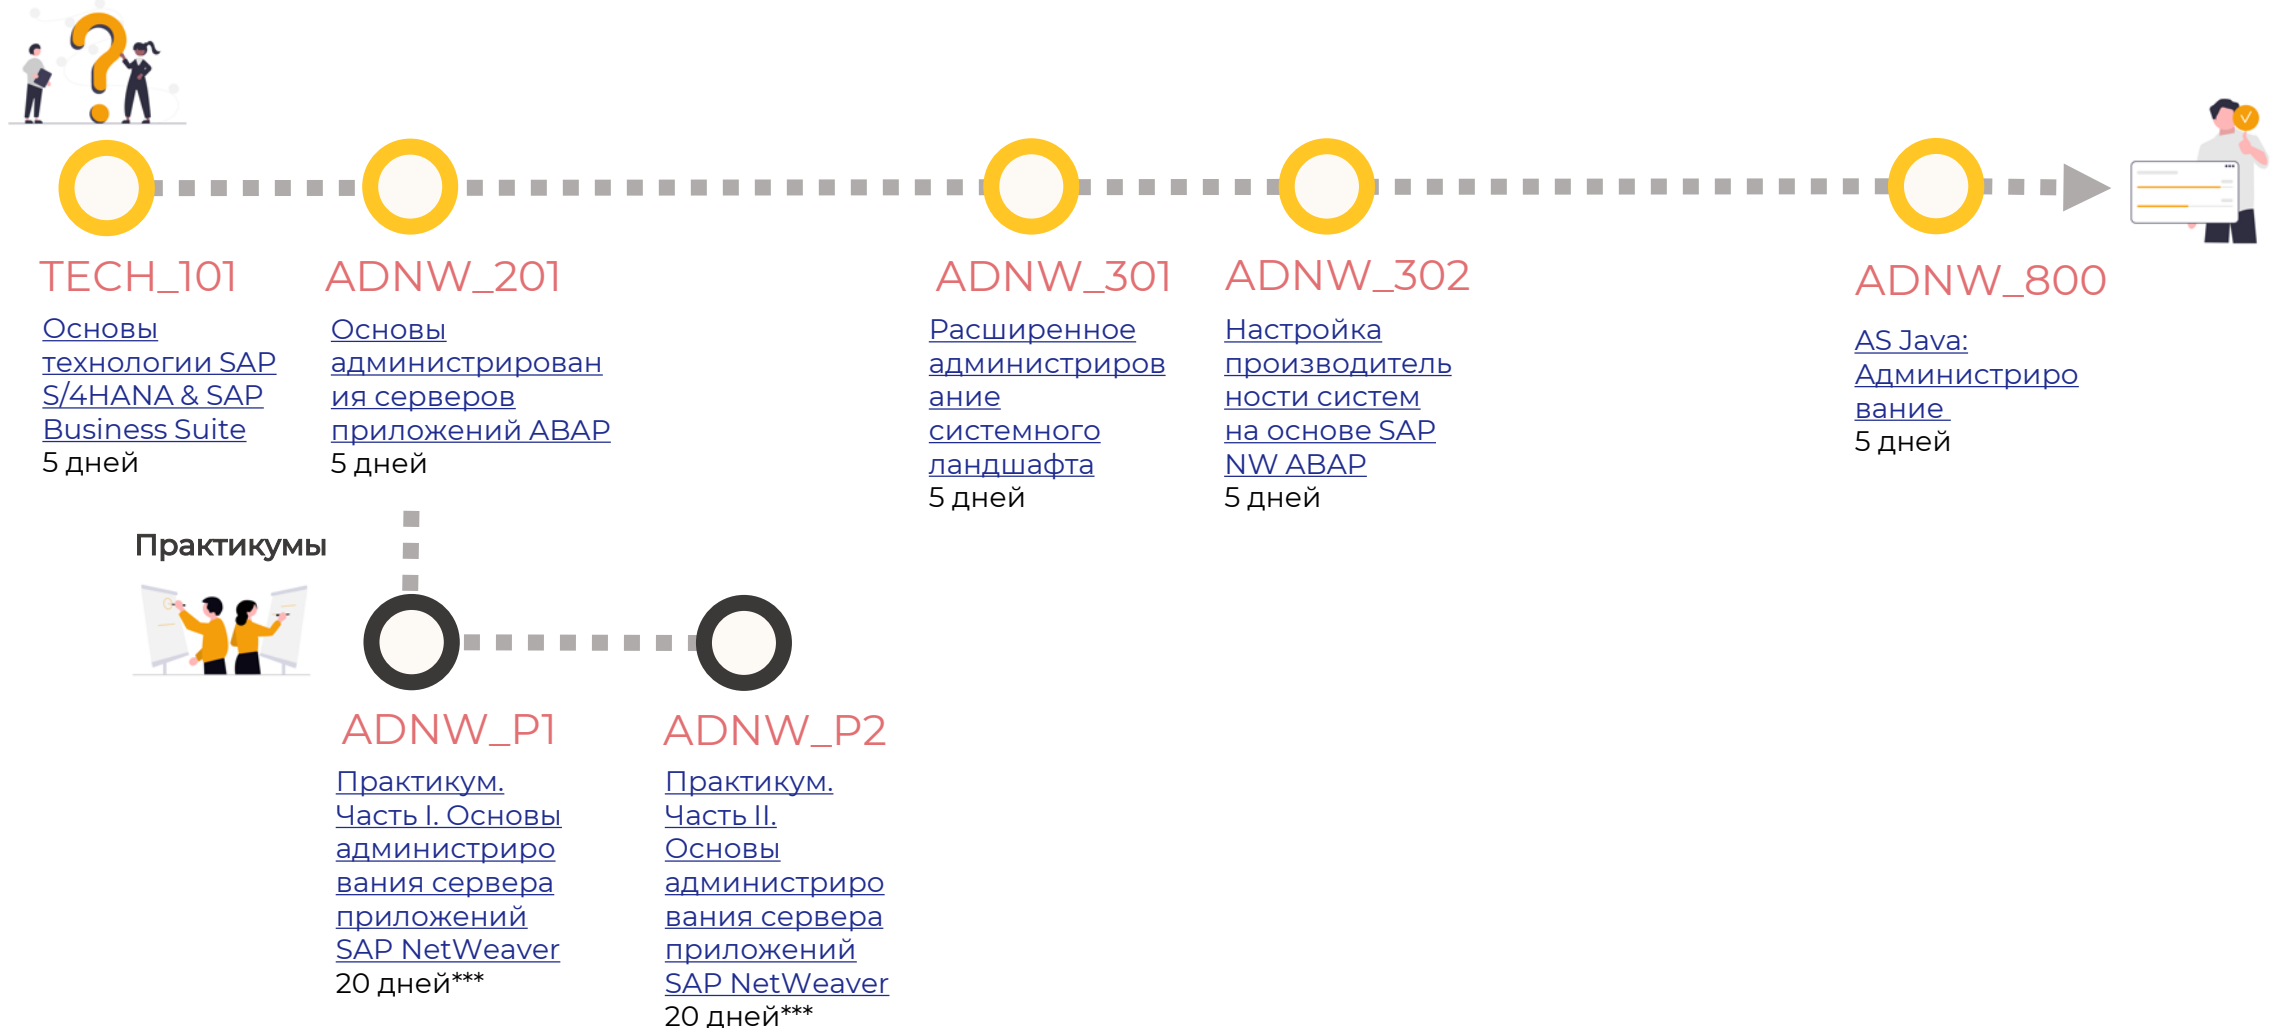 TECH_101
Основы
технологии SAP
S/4HANA & SAP
Business Suite
5 дней
ADNW_201
Основы
администрирован
ия серверов
приложений ABAP
5 дней
ADNW_301
Расширенное
администриров
ание
системного
ландшафта
5 дней
ADNW_302
Настройка
производитель
ности систем
на основе SAP
NW ABAP
5 дней
ADNW_800
AS Java:
Администриро
вание
5 дней
Практикумы
ADNW_P1
Практикум.
Часть I. Основы
администриро
вания сервера
приложений
SAP NetWeaver
20 дней***
ADNW_P2
Практикум.
Часть II.
Основы
администриро
вания сервера
приложений
SAP NetWeaver
20 дней***